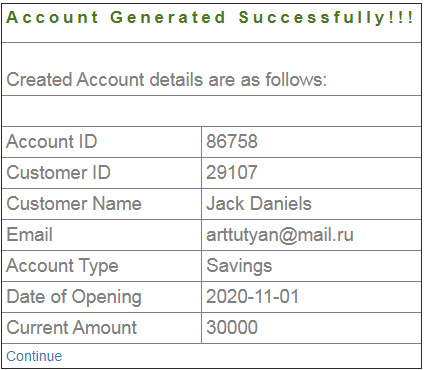 Account Generated Successfully!!!
Created Account details are as follows:
Account ID 86758
Customer ID 29107
Customer Name Jack Daniels
Email arttutyan@mail.ru
Account Type Savings
Date of Opening 2020-11-01
Current Amount 30000
Continue